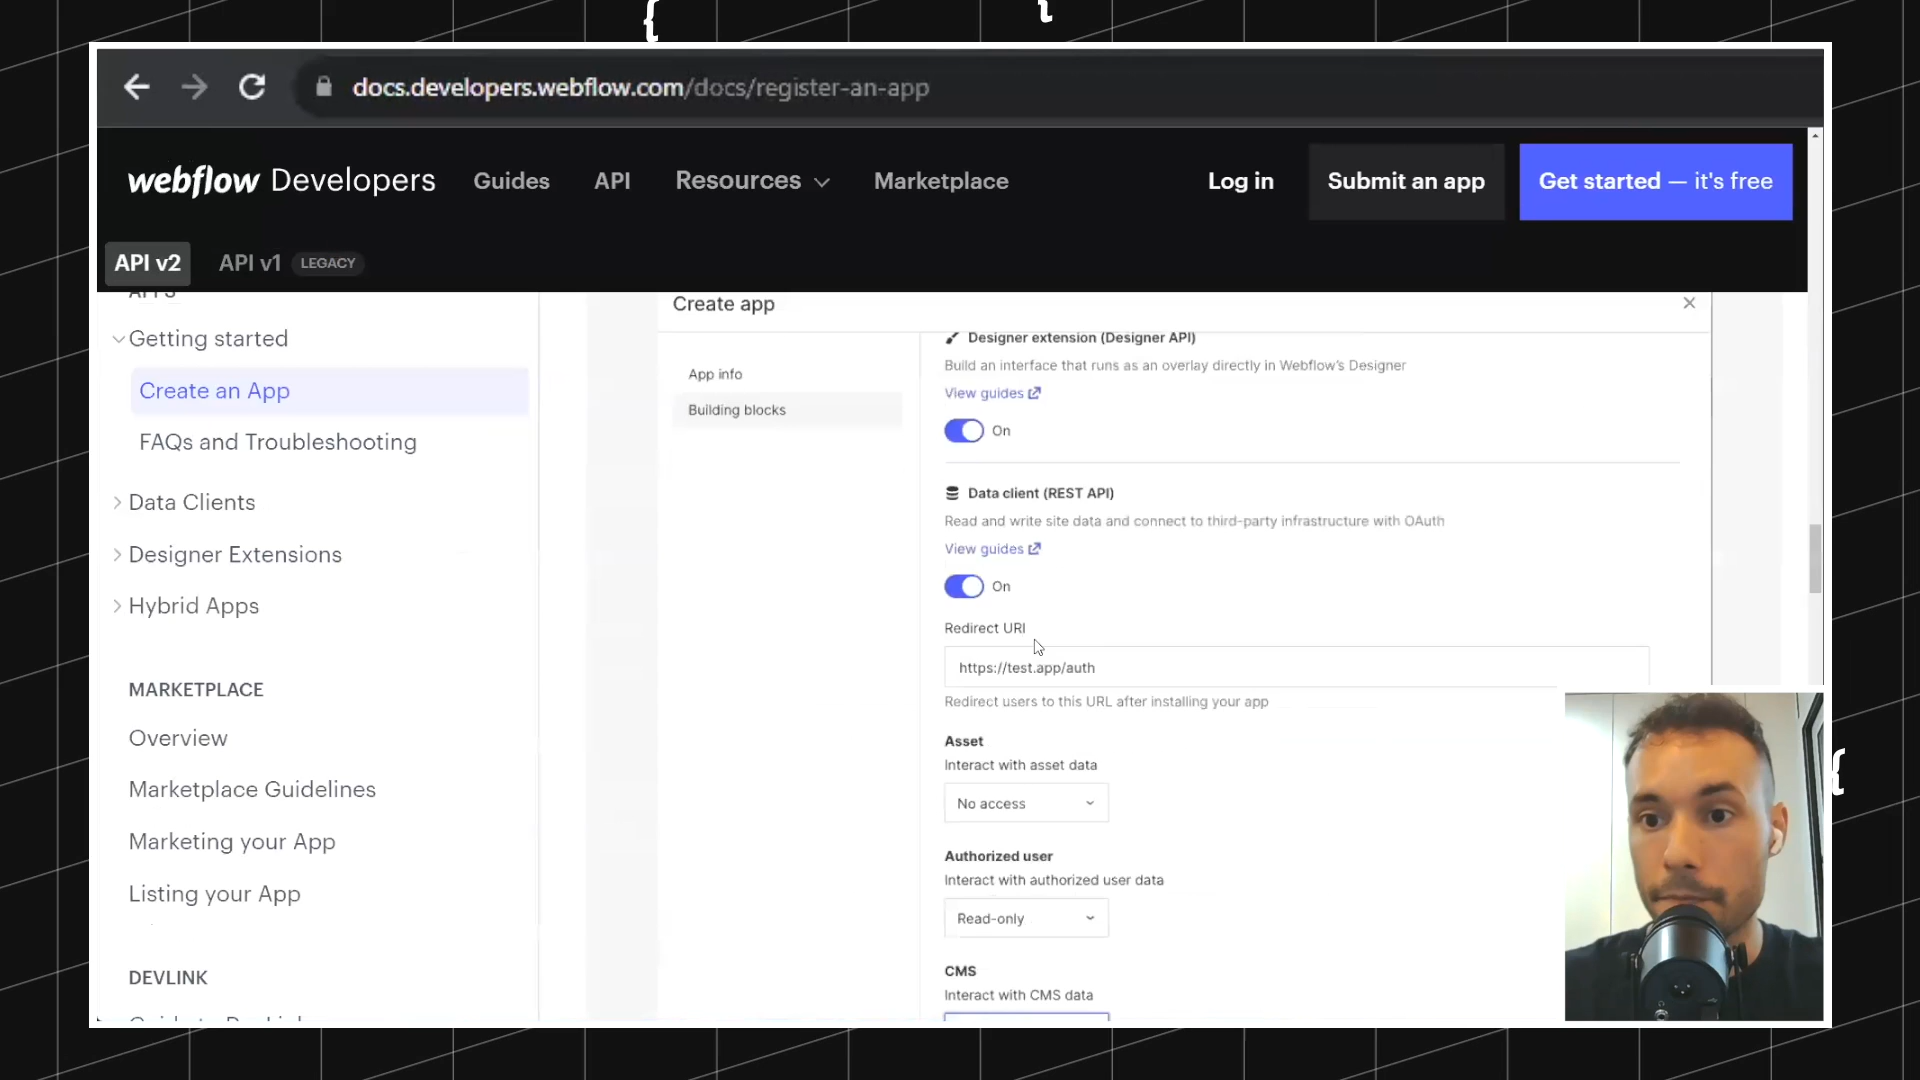 {
{
docs.developers.webflow.com/docs/register-an-app
webflow Developers Guides API Resources Marketplace Log in Submit an app Get started — it's free
API v2 API v1 LEGACY
APPS
Create app
Getting started
Create an App
FAQs and Troubleshooting
Data Clients
Designer Extensions
Hybrid Apps
MARKETPLACE
Overview
Marketplace Guidelines
Marketing your App
Listing your App
DEVLINK
App info
Building blocks
Designer extension (Designer API)
Build an interface that runs as an overlay directly in Webflow's Designer
View guides
On
Data client (REST API)
Read and write site data and connect to third-party infrastructure with OAuth
View guides
On
Redirect URI
https://test.app/auth
Redirect users to this URL after installing your app
Asset
Interact with asset data
No access
Authorized user
Interact with authorized user data
Read-only
CMS
Interact with CMS data
{